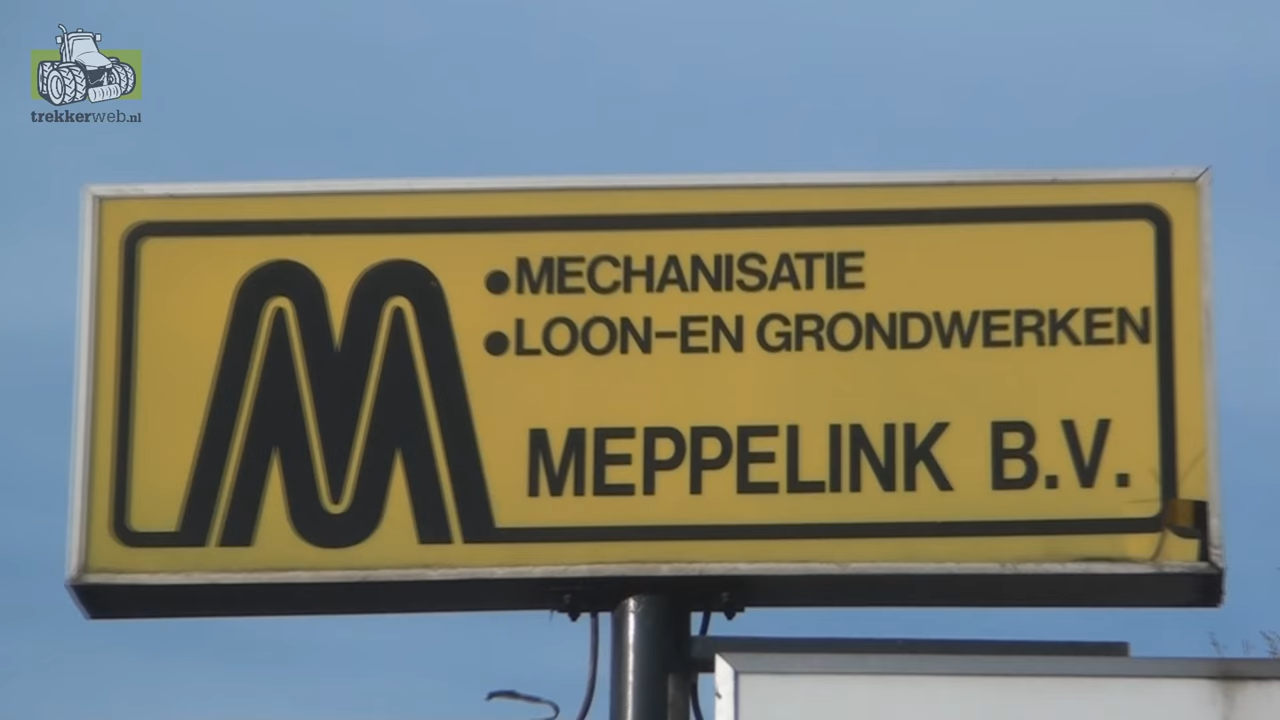 trekkerweb.nl
•MECHANISATIE
•LOON-EN GRONDWERKEN
MEPPELINK B.V.